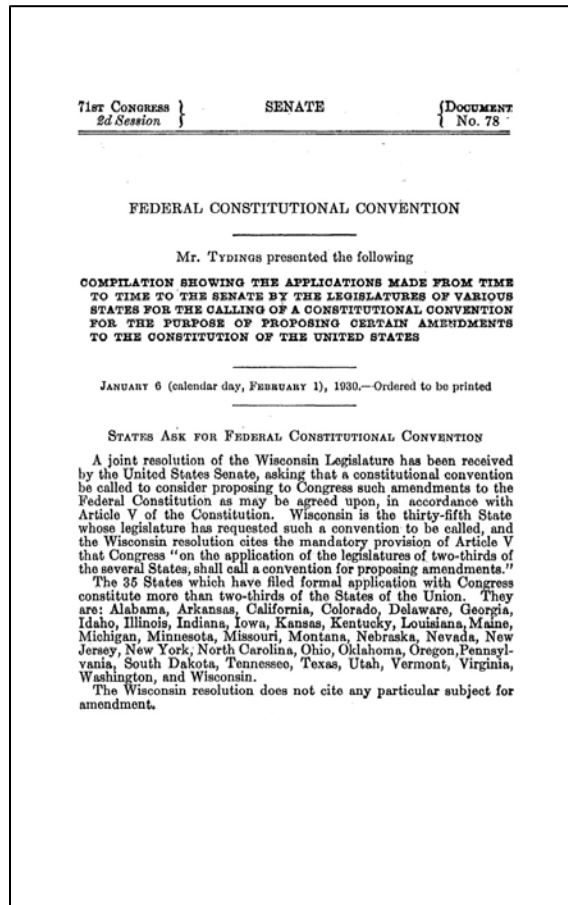 71ST CONGRESS } SENATE { DOCUMENT
2d Session } { No. 78
FEDERAL CONSTITUTIONAL CONVENTION
Mr. TYDINGS presented the following
COMPILATION SHOWING THE APPLICATIONS MADE FROM TIME
TO TIME TO THE SENATE BY THE LEGISLATURES OF VARIOUS
STATES FOR THE CALLING OF A CONSTITUTIONAL CONVENTION
FOR THE PURPOSE OF PROPOSING CERTAIN AMENDMENTS
TO THE CONSTITUTION OF THE UNITED STATES
JANUARY 6 (calendar day, FEBRUARY 1), 1930.—Ordered to be printed
STATES ASK FOR FEDERAL CONSTITUTIONAL CONVENTION
A joint resolution of the Wisconsin Legislature has been received
by the United States Senate, asking that a constitutional convention
be called to consider proposing to Congress such amendments to the
Federal Constitution as may be agreed upon, in accordance with
Article V of the Constitution. Wisconsin is the thirty-fifth State
whose legislature has requested such a convention to be called, and
the Wisconsin resolution cites the mandatory provision of Article V
that Congress "on the application of the legislatures of two-thirds of
the several States, shall call a convention for proposing amendments."
The 35 States which have filed formal application with Congress
constitute more than two-thirds of the States of the Union. They
are: Alabama, Arkansas, California, Colorado, Delaware, Georgia,
Idaho, Illinois, Indiana, Iowa, Kansas, Kentucky, Louisiana, Maine,
Michigan, Minnesota, Missouri, Montana, Nebraska, Nevada, New
Jersey, New York, North Carolina, Ohio, Oklahoma, Oregon, Pennsyl-
vania, South Dakota, Tennessee, Texas, Utah, Vermont, Virginia,
Washington, and Wisconsin.
The Wisconsin resolution does not cite any particular subject for
amendment.